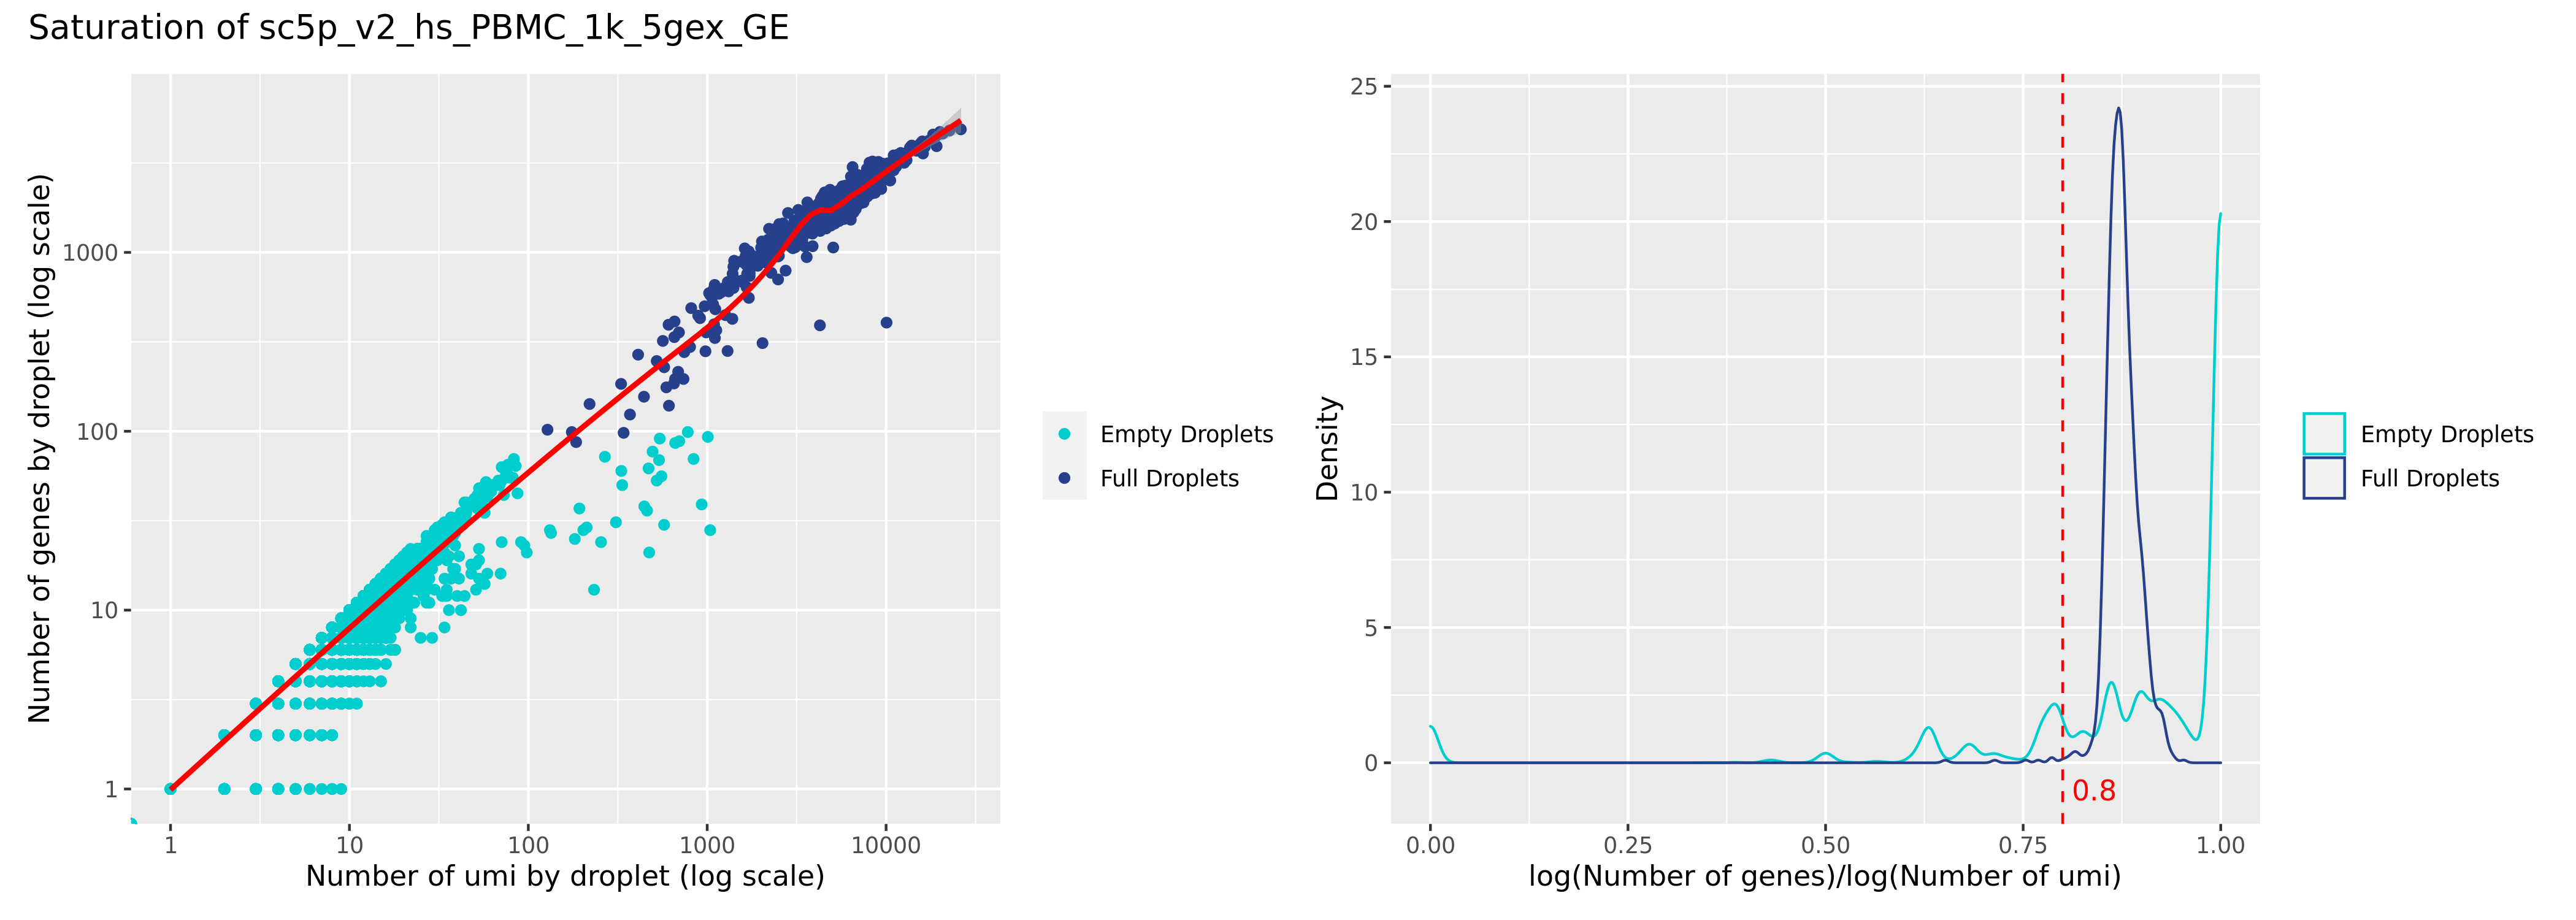 Saturation of sc5p_v2_hs_PBMC_1k_5gex_GE
Number of genes by droplet (log scale)
1000
100
10
1
1
10
100
1000
10000
Number of umi by droplet (log scale)
Empty Droplets
Full Droplets
Density
25
20
15
10
5
0
0.8
0.00
0.25
0.50
0.75
1.00
log(Number of genes)/log(Number of umi)
Empty Droplets
Full Droplets